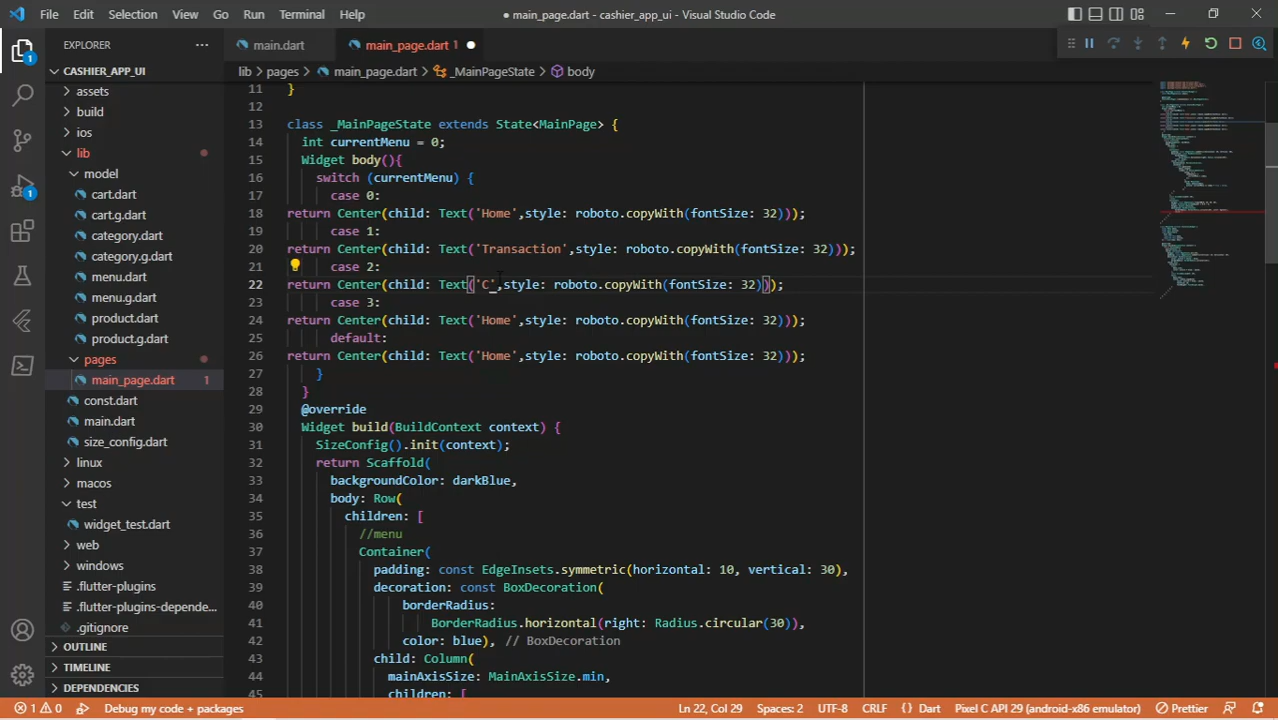 File Edit Selection View Go Run Terminal Help
● main_page.dart - cashier_app_ui - Visual Studio Code
EXPLORER
main.dart
main_page.dart 1
CASHIER_APP_UI
lib > pages > main_page.dart > _MainPageState > body
assets
build
ios
lib
model
cart.dart
cart.g.dart
category.dart
category.g.dart
menu.dart
menu.g.dart
product.dart
product.g.dart
pages
main_page.dart 1
const.dart
main.dart
size_config.dart
linux
macos
test
widget_test.dart
web
windows
.flutter-plugins
.flutter-plugins-depende...
.gitignore
OUTLINE
TIMELINE
DEPENDENCIES
1
1
11 }
12
13 class _MainPageState extends State<MainPage> {
14 int currentMenu = 0;
15 Widget body(){
16 switch (currentMenu) {
17 case 0:
18 return Center(child: Text('Home',style: roboto.copyWith(fontSize: 32)));
19 case 1:
20 return Center(child: Text('Transaction',style: roboto.copyWith(fontSize: 32)));
21 case 2:
22 return Center(child: Text('C',style: roboto.copyWith(fontSize: 32)));
23 case 3:
24 return Center(child: Text('Home',style: roboto.copyWith(fontSize: 32)));
25 default:
26 return Center(child: Text('Home',style: roboto.copyWith(fontSize: 32)));
27 }
28 }
29 @override
30 Widget build(BuildContext context) {
31 SizeConfig().init(context);
32 return Scaffold(
33 backgroundColor: darkBlue,
34 body: Row(
35 children: [
36 //menu
37 Container(
38 padding: const EdgeInsets.symmetric(horizontal: 10, vertical: 30),
39 decoration: const BoxDecoration(
40 borderRadius:
41 BorderRadius.horizontal(right: Radius.circular(30)),
42 color: blue), // BoxDecoration
43 child: Column(
44 mainAxisSize: MainAxisSize.min,
45 children: [
1 0 Debug my code + packages
Ln 22, Col 29 Spaces: 2 UTF-8 CRLF {} Dart Pixel C API 29 (android-x86 emulator) Prettier